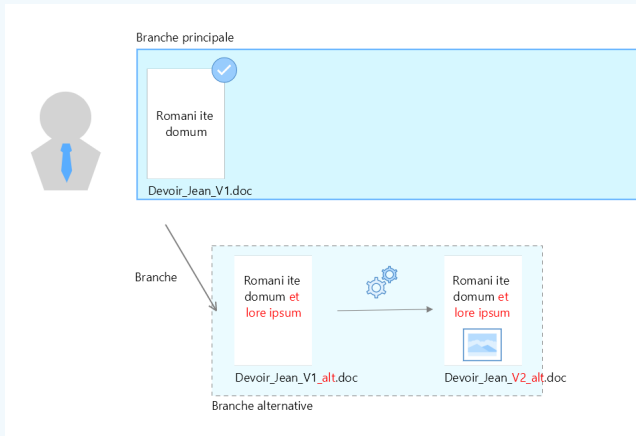 Branche principale
Romani ite
domum
Devoir_Jean_V1.doc
Branche
Romani ite
domum et
lore ipsum
Devoir_Jean_V1_alt.doc
Romani ite
domum et
lore ipsum
Devoir_Jean_V2_alt.doc
Branche alternative